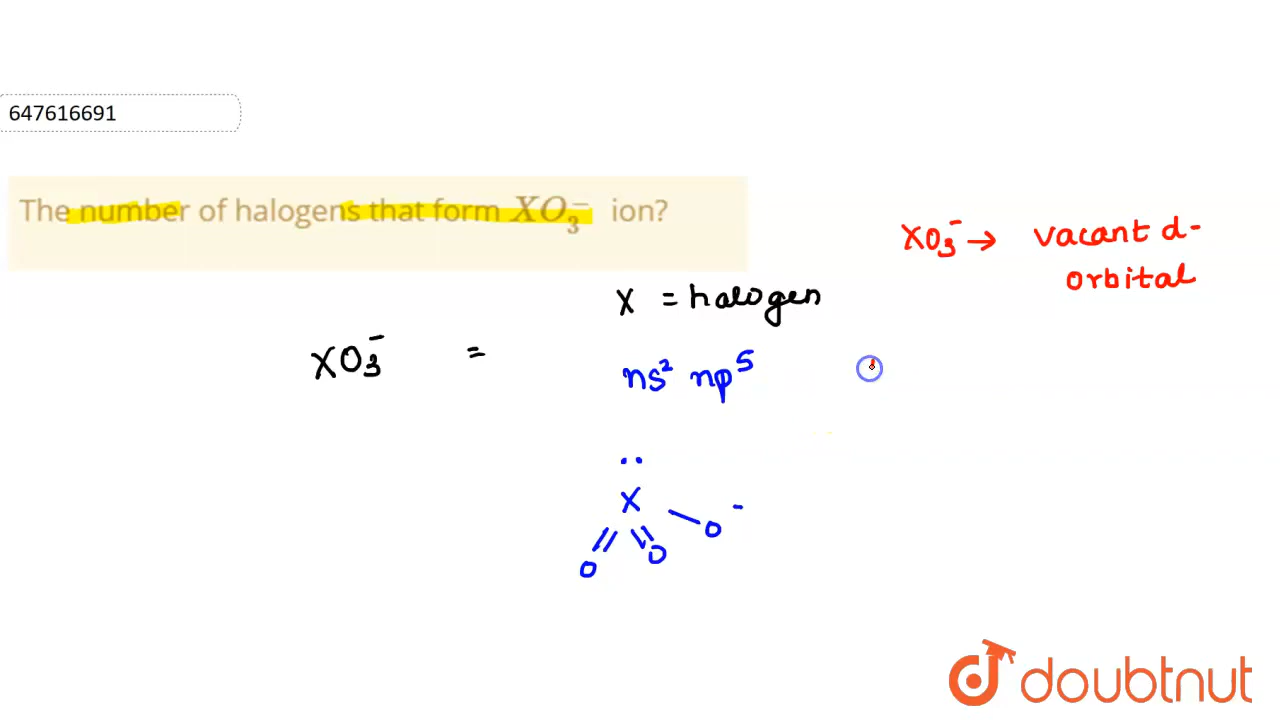 647616691
The number of halogens that form XO₃⁻ ion?
XO₃⁻ → vacant d-
orbital
X = halogen
XO₃⁻ =
ns² np⁵
..
X
O O O -
doubtnut